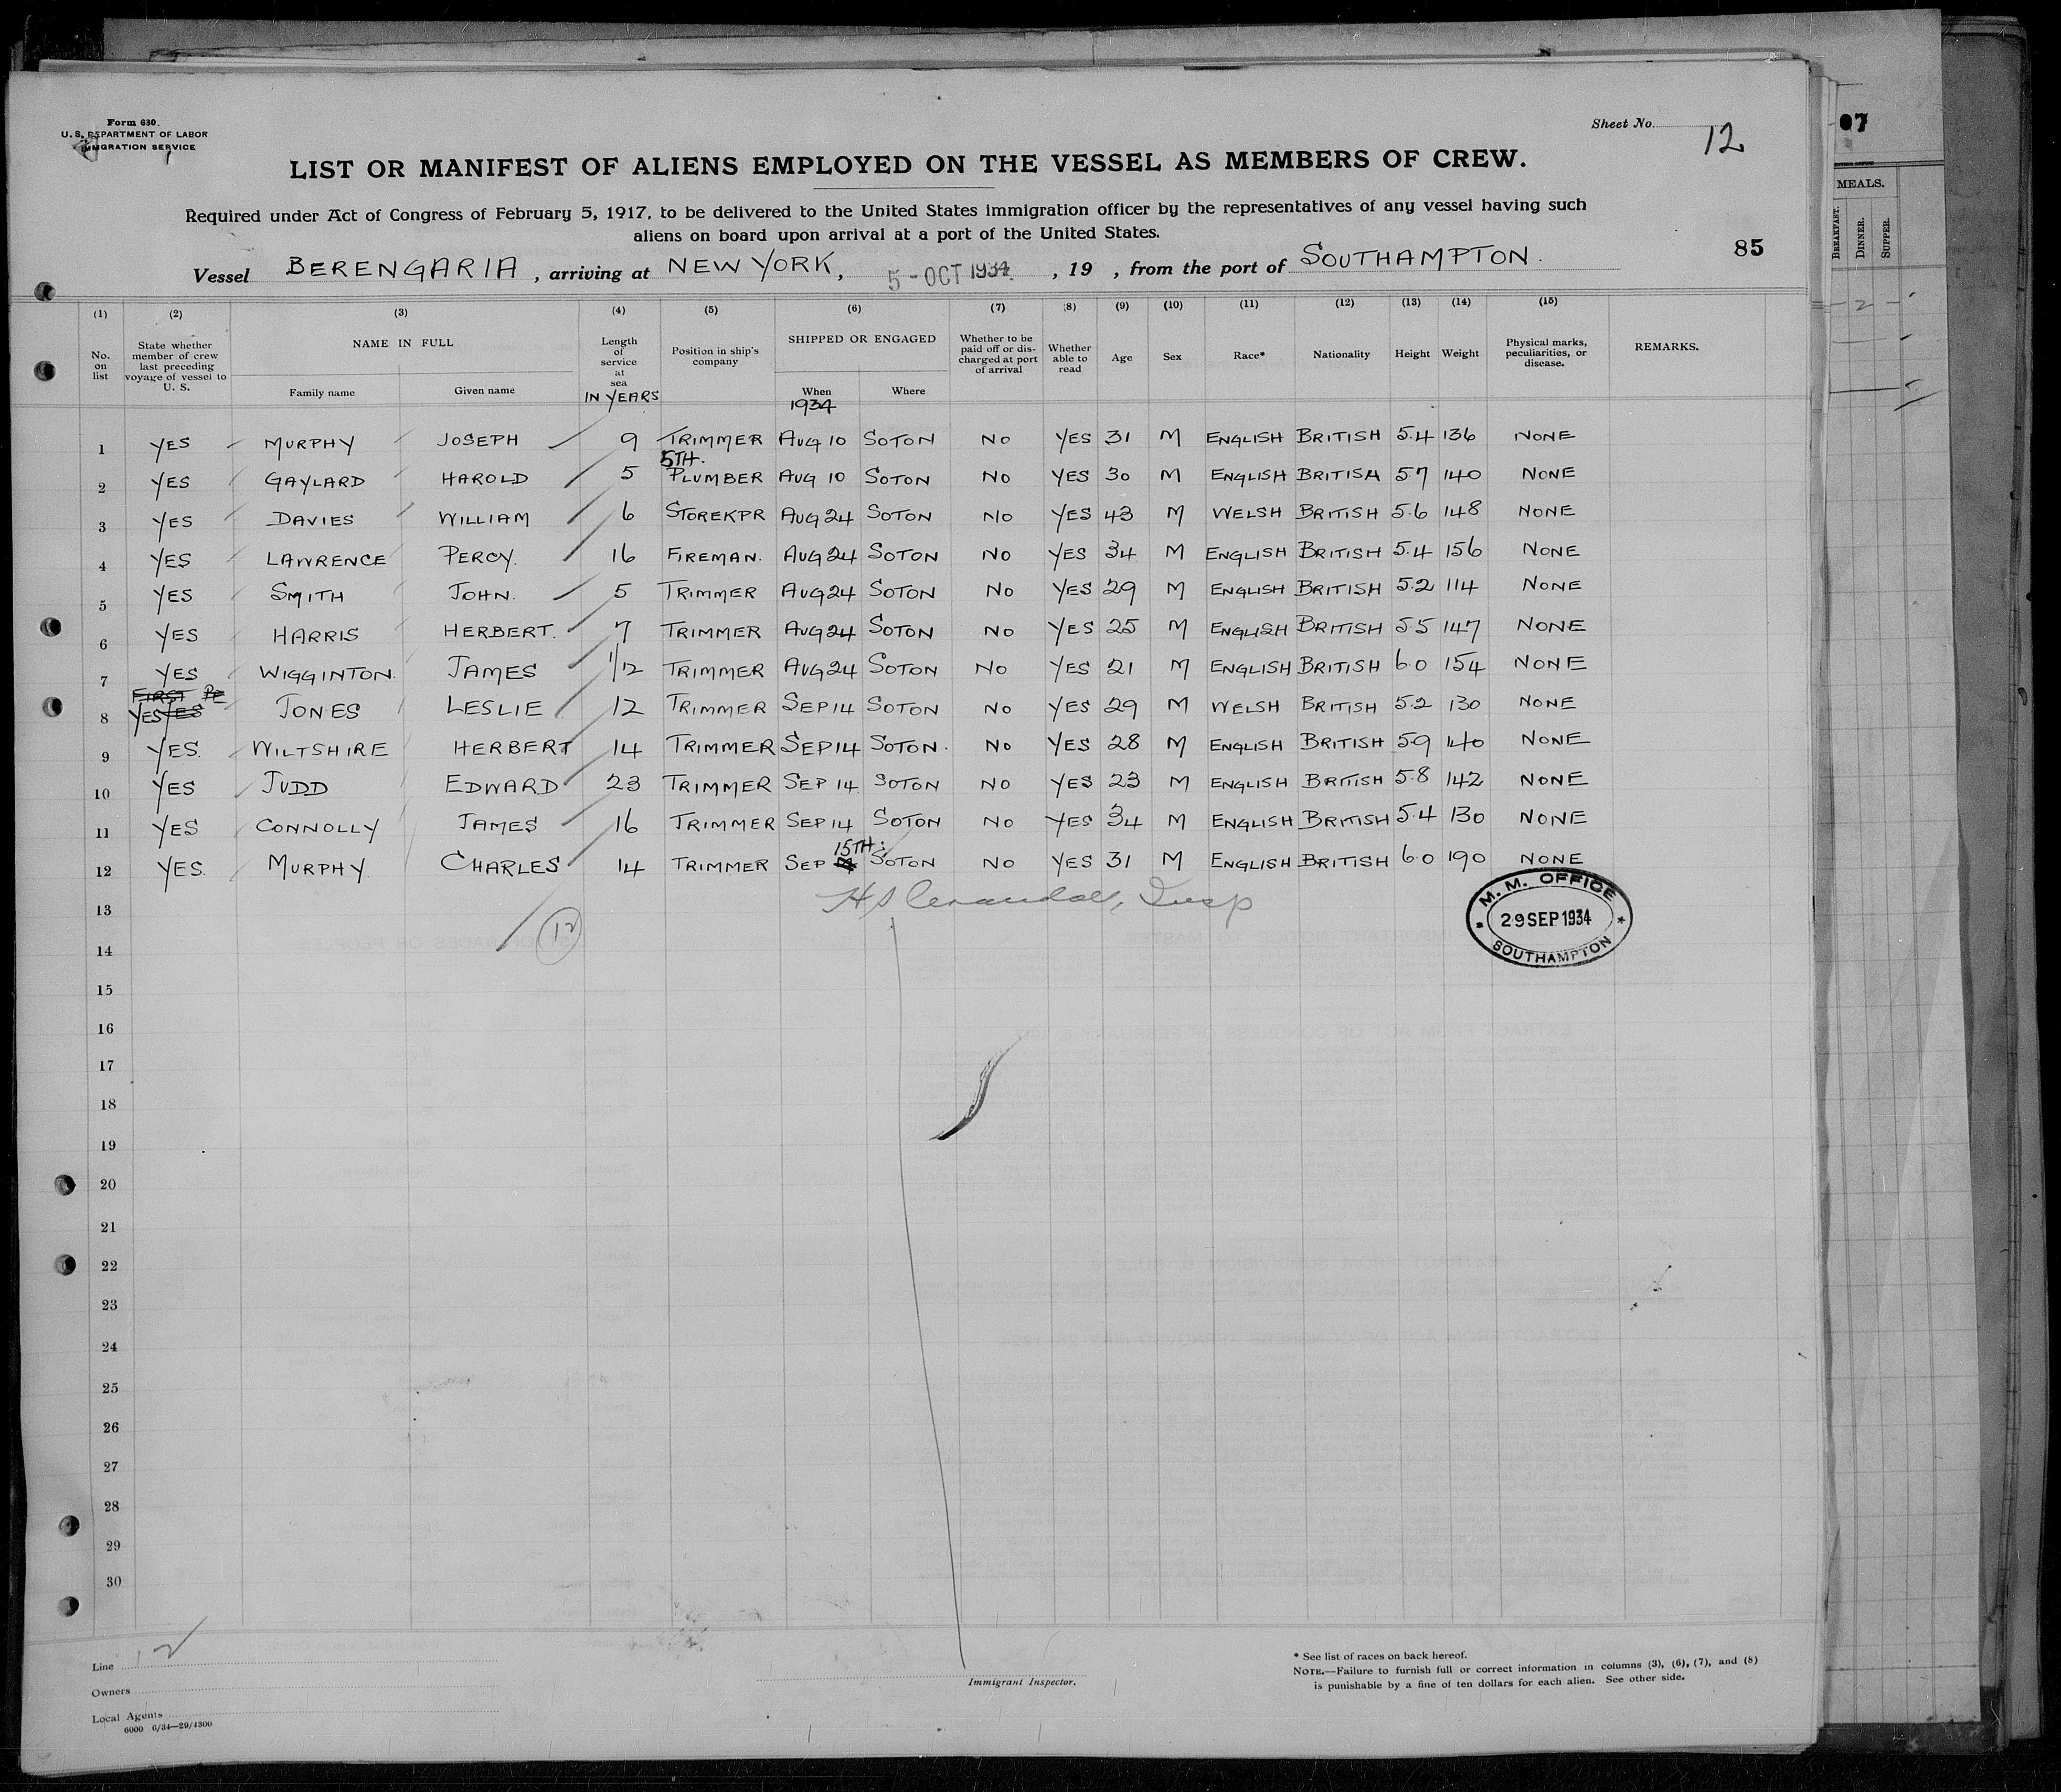 Form 630.
U. S. DEPARTMENT OF LABOR
IMMIGRATION SERVICE
Sheet No. 12
LIST OR MANIFEST OF ALIENS EMPLOYED ON THE VESSEL AS MEMBERS OF CREW.
Required under Act of Congress of February 5, 1917, to be delivered to the United States immigration officer by the representatives of any vessel having such
aliens on board upon arrival at a port of the United States.
85
Vessel BERENGARIA, arriving at NEW YORK, 5 - OCT 1934, 19 , from the port of SOUTHAMPTON.
(1) (2) (3) (4) (5) (6) (7) (8) (9) (10) (11) (12) (13) (14) (15)
No. on list
State whether member of crew last preceding voyage of vessel to U. S.
NAME IN FULL
Family name
Given name
Length of service at sea
IN YEARS
Position in ship's company
SHIPPED OR ENGAGED
When
1934
Where
Whether to be paid off or discharged at port of arrival
Whether able to read
Age
Sex
Race*
Nationality
Height
Weight
Physical marks, peculiarities, or disease.
REMARKS.
1 YES MURPHY JOSEPH 9 TRIMMER AUG 10 SOTON NO YES 31 M ENGLISH BRITISH 5.4 136 NONE
2 YES GAYLARD HAROLD 5 5TH. PLUMBER AUG 10 SOTON NO YES 30 M ENGLISH BRITISH 5.7 140 NONE
3 YES DAVIES WILLIAM 6 STOREKPR AUG 24 SOTON NO YES 43 M WELSH BRITISH 5.6 148 NONE
4 YES LAWRENCE PERCY. 16 FIREMAN. AUG 24 SOTON NO YES 34 M ENGLISH BRITISH 5.4 156 NONE
5 YES SMITH JOHN. 5 TRIMMER AUG 24 SOTON NO YES 29 M ENGLISH BRITISH 5.2 114 NONE
6 YES HARRIS HERBERT. 7 TRIMMER AUG 24 SOTON NO YES 25 M ENGLISH BRITISH 5.5 147 NONE
7 YES WIGGINTON. JAMES 1/12 TRIMMER AUG 24 SOTON NO YES 21 M ENGLISH BRITISH 6.0 154 NONE
FIRST
8 YES YES JONES LESLIE 12 TRIMMER SEP 14 SOTON NO YES 29 M WELSH BRITISH 5.2 130 NONE
9 YES. WILTSHIRE HERBERT 14 TRIMMER SEP 14 SOTON. NO YES 28 M ENGLISH BRITISH 5.9 140 NONE
10 YES JUDD EDWARD 23 TRIMMER SEP 14 SOTON NO YES 23 M ENGLISH BRITISH 5.8 142 NONE
11 YES CONNOLLY JAMES 16 TRIMMER SEP 14 SOTON NO YES 34 M ENGLISH BRITISH 5.4 130 NONE
12 YES. MURPHY. CHARLES 14 TRIMMER SEP 15TH. SOTON NO YES 31 M ENGLISH BRITISH 6.0 190 NONE
13
12
M. M. OFFICE
29 SEP 1934
SOUTHAMPTON
14
15
16
17
18
19
20
21
22
23
24
25
26
27
28
29
30
Line
Owners
Local Agents
6000 6/34—29/4300
Immigrant Inspector.
* See list of races on back hereof.
NOTE.—Failure to furnish full or correct information in columns (3), (6), (7), and (8)
is punishable by a fine of ten dollars for each alien. See other side.
07
MEALS.
BREAKFAST.
DINNER.
SUPPER.
2